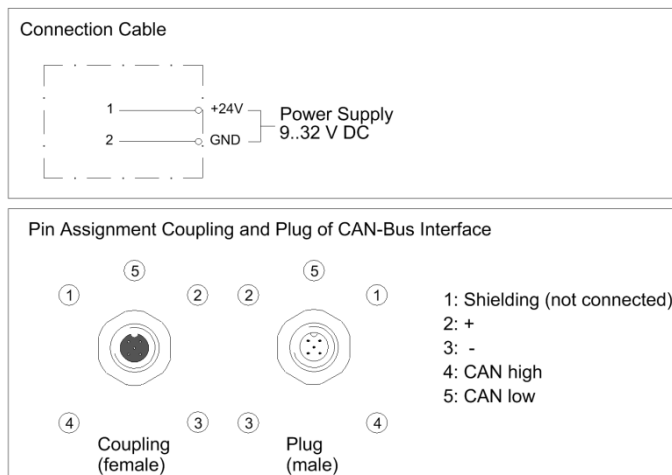 Connection Cable
1
+24V
2
GND
Power Supply
9..32 V DC
Pin Assignment Coupling and Plug of CAN-Bus Interface
5
1
2
4
3
Coupling
(female)
5
2
1
3
4
Plug
(male)
1: Shielding (not connected)
2: +
3: -
4: CAN high
5: CAN low